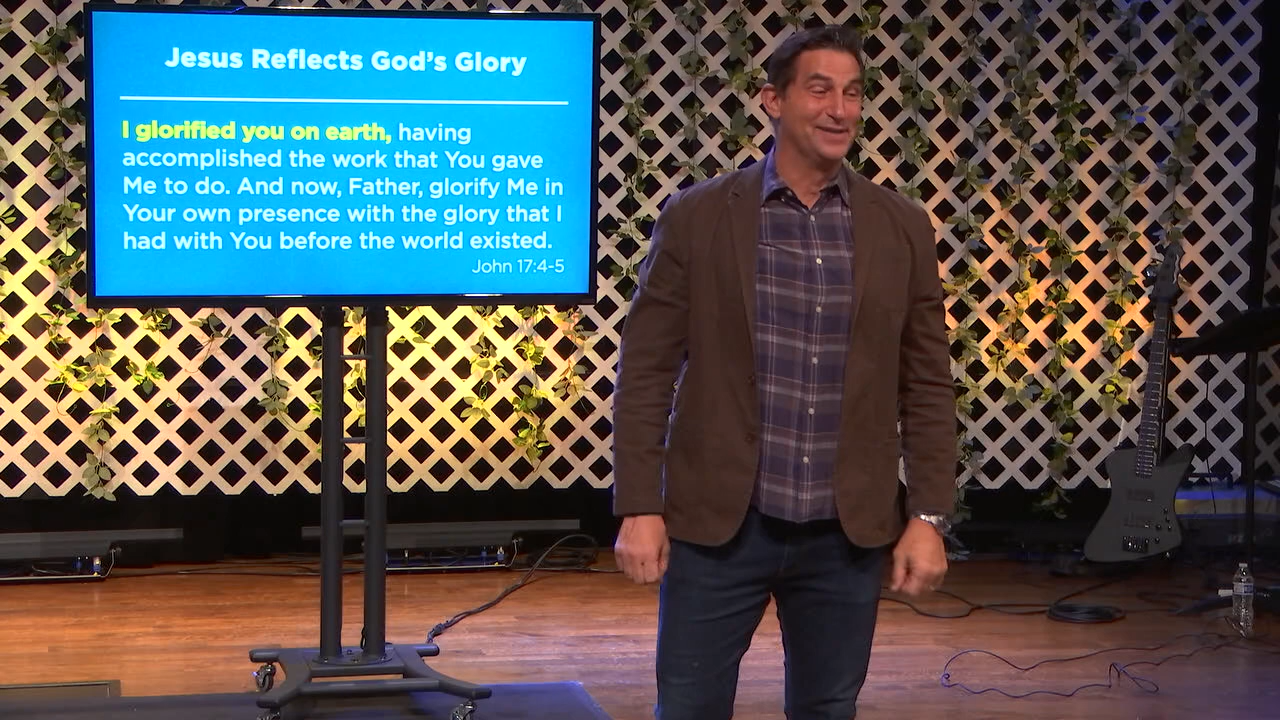 Jesus Reflects God's Glory
I glorified you on earth, having
accomplished the work that You gave
Me to do. And now, Father, glorify Me in
Your own presence with the glory that I
had with You before the world existed.
John 17:4-5